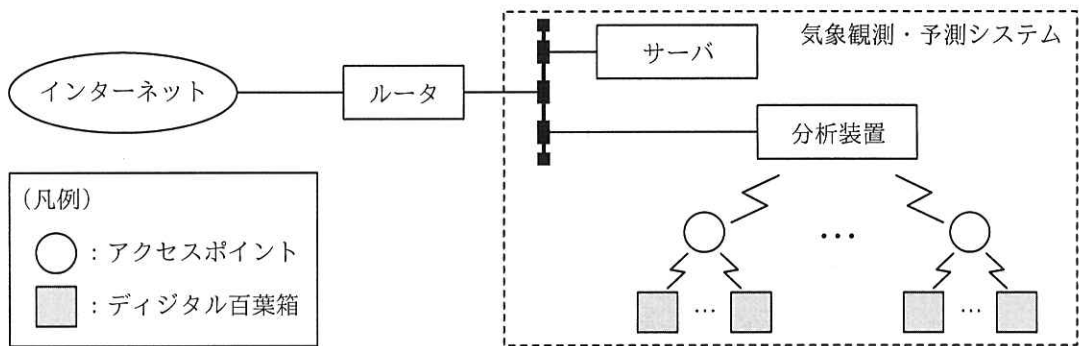 気象観測・予測システム
サーバ
インターネット
ルータ
分析装置
(凡例)
:アクセスポイント
:ディジタル百葉箱
…
… …